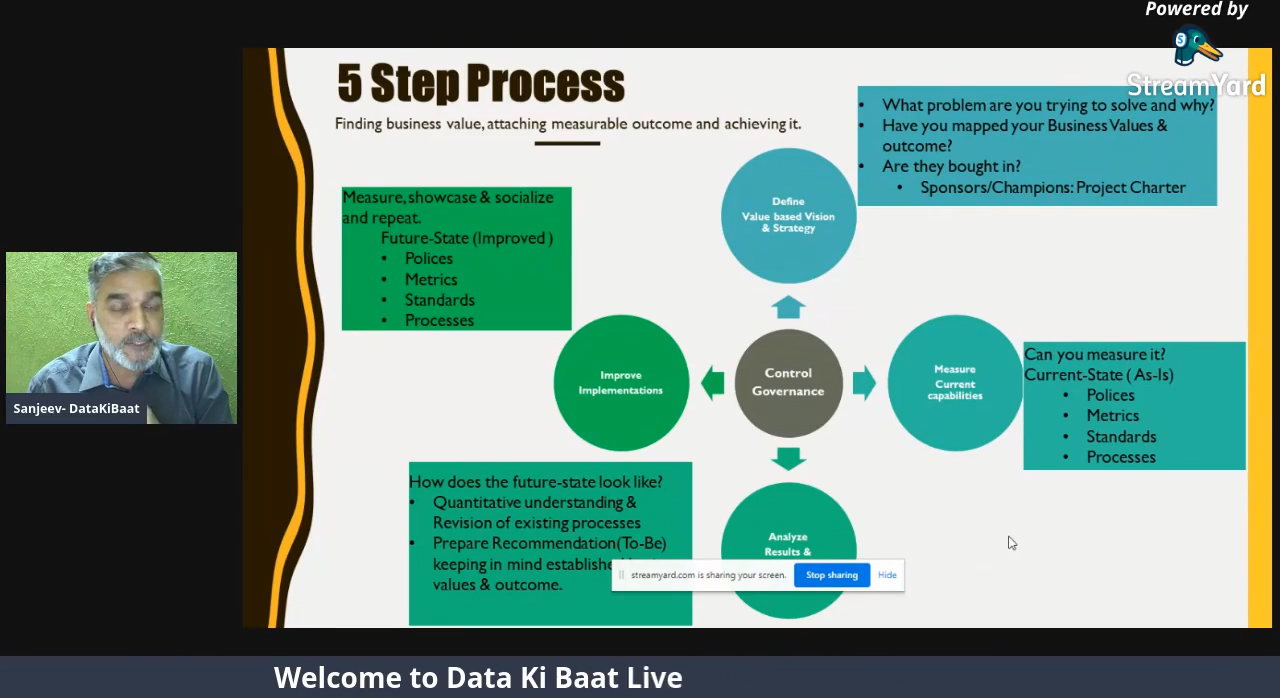 Powered by
StreamYard
5 Step Process
Finding business value, attaching measurable outcome and achieving it.
• What problem are you trying to solve and why?
• Have you mapped your Business Values &
outcome?
• Are they bought in?
• Sponsors/Champions: Project Charter
Define
Value based Vision
& Strategy
Measure, showcase & socialize
and repeat.
Future-State (Improved )
• Polices
• Metrics
• Standards
• Processes
Improve
Implementations
Control
Governance
Measure
Current
capabilities
Can you measure it?
Current-State ( As-Is)
• Polices
• Metrics
• Standards
• Processes
How does the future-state look like?
• Quantitative understanding &
Revision of existing processes
• Prepare Recommendation(To-Be)
keeping in mind
values & outcome.
Analyze
Results &
streamyard.com is sharing your screen.
Stop sharing
Hide
Sanjeev- DataKiBaat
Welcome to Data Ki Baat Live